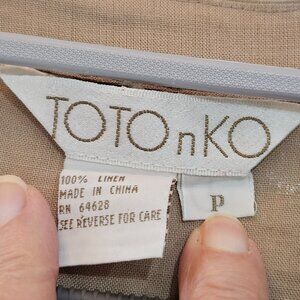 TOTOnKO
100% LINEN
MADE IN CHINA
RN 64628
SEE REVERSE FOR CARE
P